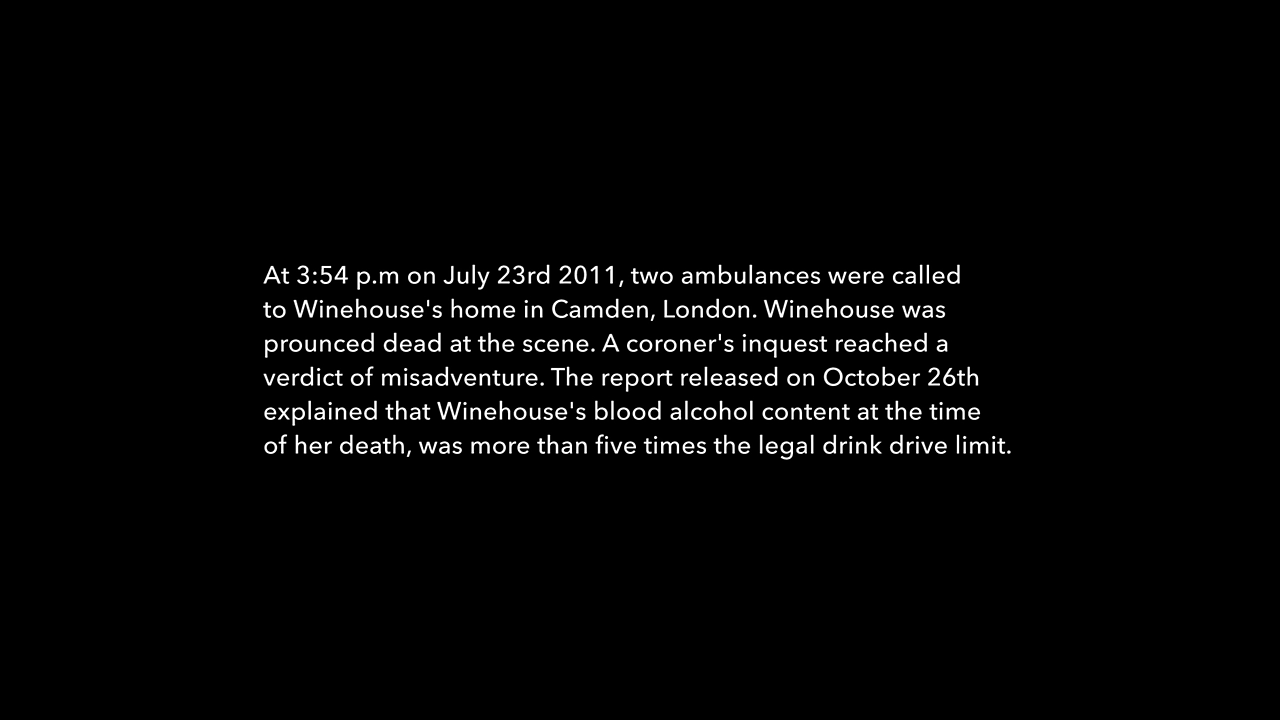 At 3:54 p.m on July 23rd 2011, two ambulances were called
to Winehouse's home in Camden, London. Winehouse was
prounced dead at the scene. A coroner's inquest reached a
verdict of misadventure. The report released on October 26th
explained that Winehouse's blood alcohol content at the time
of her death, was more than five times the legal drink drive limit.